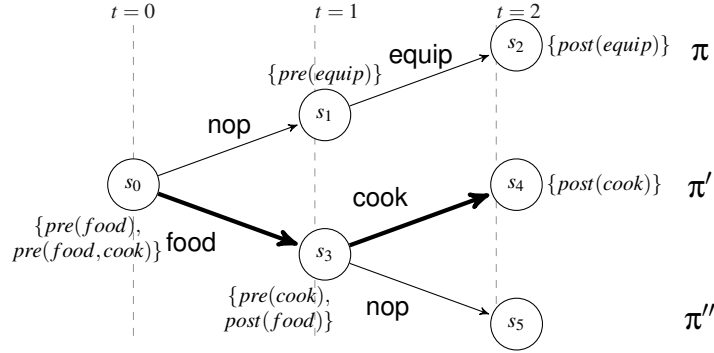 t = 0
t = 1
t = 2
s₂
{post(equip)}
π
equip
{pre(equip)}
s₁
nop
s₀
cook
s₄
{post(cook)}
π′
{pre(food),
pre(food,cook)}
food
s₃
{pre(cook),
post(food)}
nop
s₅
π′′